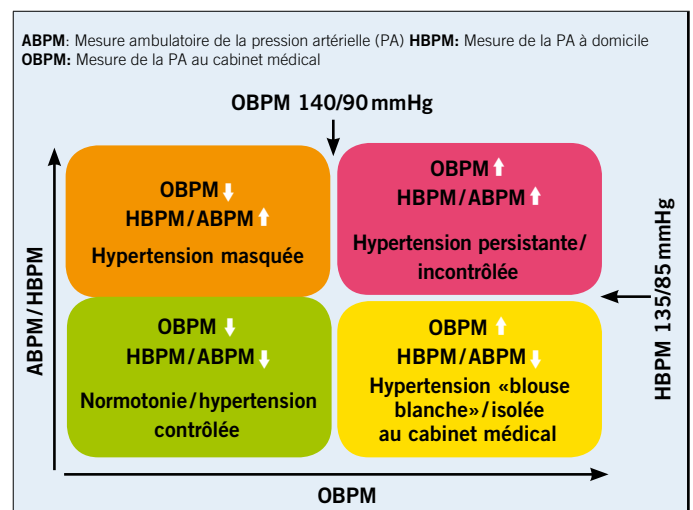 ABPM: Mesure ambulatoire de la pression artérielle (PA) HBPM: Mesure de la PA à domicile
OBPM: Mesure de la PA au cabinet médical
OBPM 140/90 mmHg
OBPM ⬇
HBPM/ABPM ⬆
Hypertension masquée
OBPM ⬆
HBPM/ABPM ⬆
Hypertension persistante/
incontrôlée
OBPM ⬇
HBPM/ABPM ⬇
Normotonie/hypertension
contrôlée
OBPM ⬆
HBPM/ABPM ⬇
Hypertension «blouse
blanche»/isolée
au cabinet médical
ABPM/HBPM
HBPM 135/85 mmHg
OBPM